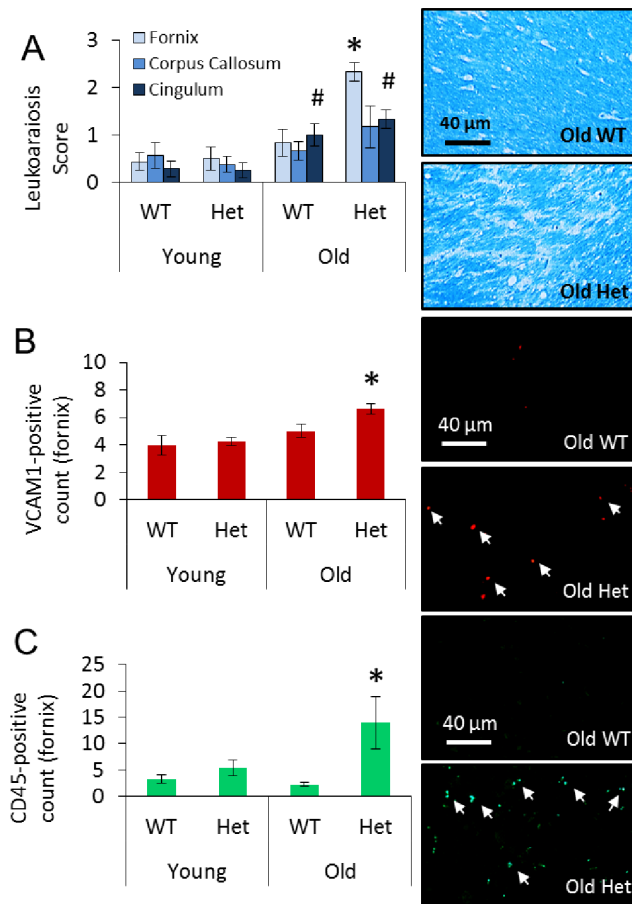 A
Leukoaraiosis
Score
3
2
1
0
Fornix
Corpus Callosum
Cingulum
#
*
#
WT Het WT Het
Young Old
40 µm
Old WT
Old Het
B
VCAM1-positive
count (fornix)
10
8
6
4
2
0
*
WT Het WT Het
Young Old
40 µm
Old WT
Old Het
C
CD45-positive
count (fornix)
25
20
15
10
5
0
*
WT Het WT Het
Young Old
40 µm
Old WT
Old Het